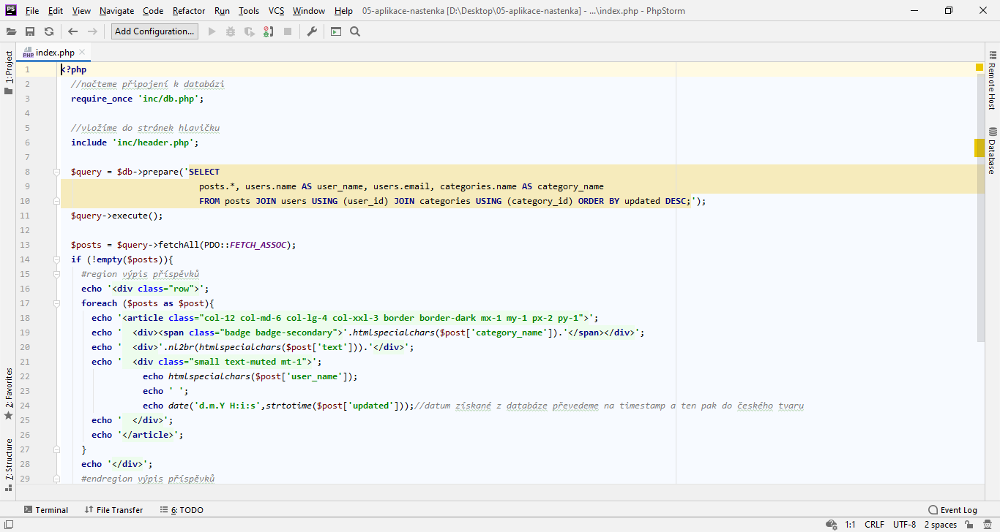 PS File Edit View Navigate Code Refactor Run Tools VCS Window Help 05-aplikace-nastenka [D:\Desktop\05-aplikace-nastenka] - ...\index.php - PhpStorm
Add Configuration...
PHP index.php
1: Project
2: Favorites
7: Structure
Remote Host
Database
1 <?php
2 //načteme připojení k databázi
3 require_once 'inc/db.php';
4
5 //vložíme do stránek hlavičku
6 include 'inc/header.php';
7
8 $query = $db->prepare('SELECT
9 posts.*, users.name AS user_name, users.email, categories.name AS category_name
10 FROM posts JOIN users USING (user_id) JOIN categories USING (category_id) ORDER BY updated DESC;');
11 $query->execute();
12
13 $posts = $query->fetchAll(PDO::FETCH_ASSOC);
14 if (!empty($posts)){
15 #region výpis příspěvků
16 echo '<div class="row">';
17 foreach ($posts as $post){
18 echo '<article class="col-12 col-md-6 col-lg-4 col-xxl-3 border border-dark mx-1 my-1 px-2 py-1">';
19 echo '  <div><span class="badge badge-secondary">'.htmlspecialchars($post['category_name']).'</span></div>';
20 echo '  <div>'.nl2br(htmlspecialchars($post['text'])).'</div>';
21 echo '  <div class="small text-muted mt-1">';
22 echo htmlspecialchars($post['user_name']);
23 echo ' ';
24 echo date('d.m.Y H:i:s',strtotime($post['updated']));//datum získané z databáze převedeme na timestamp a ten pak do českého tvaru
25 echo '  </div>';
26 echo '</article>';
27 }
28 echo '</div>';
29 #endregion výpis příspěvků
Terminal File Transfer 6: TODO Event Log
1:1 CRLF UTF-8 2 spaces